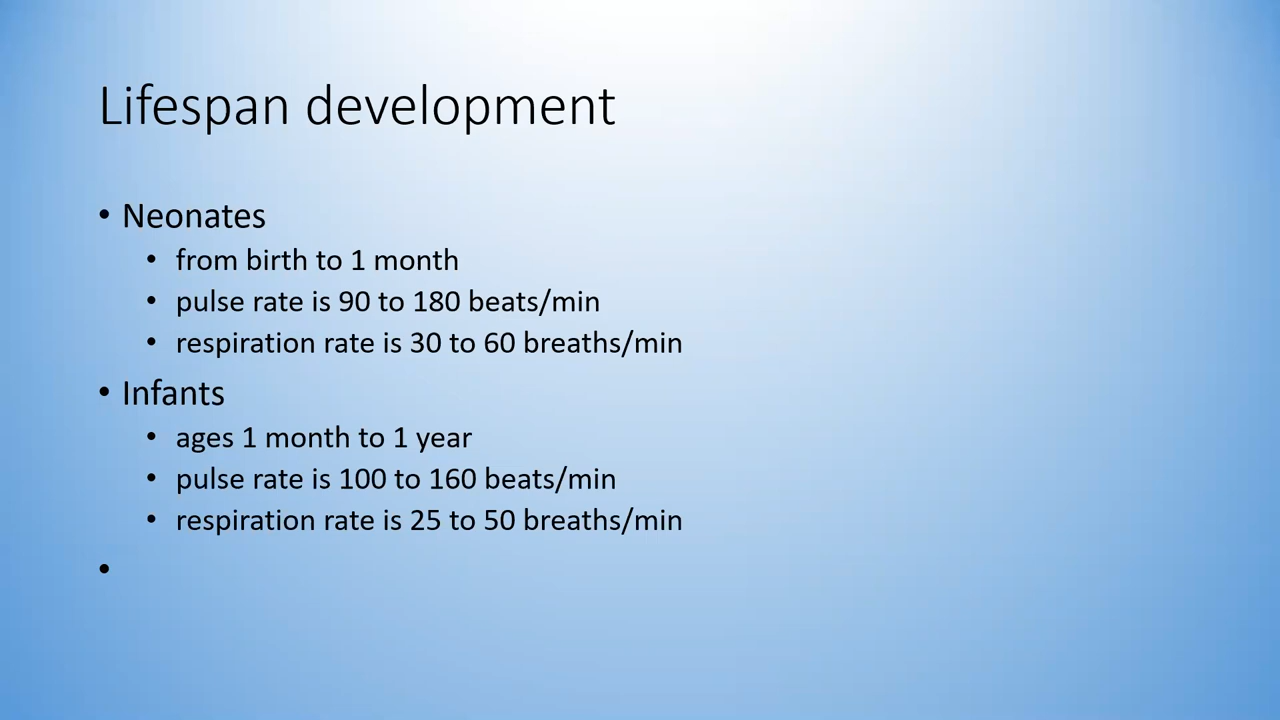 Lifespan development
• Neonates
• from birth to 1 month
• pulse rate is 90 to 180 beats/min
• respiration rate is 30 to 60 breaths/min
• Infants
• ages 1 month to 1 year
• pulse rate is 100 to 160 beats/min
• respiration rate is 25 to 50 breaths/min
•